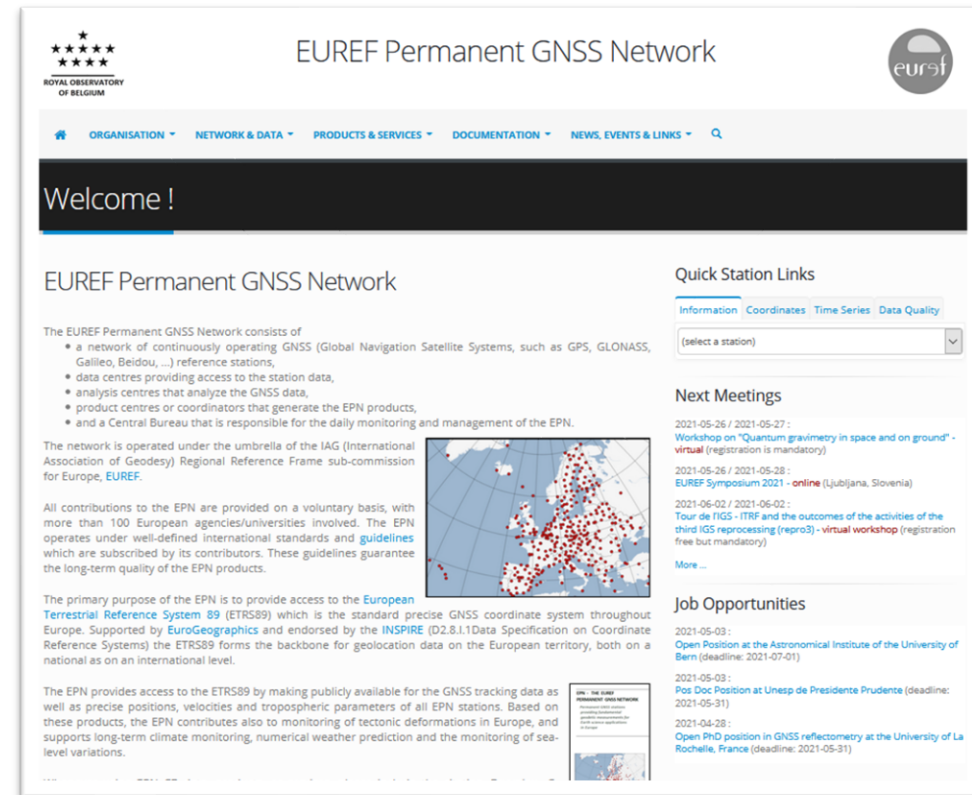 ROYAL OBSERVATORY
OF BELGIUM
EUREF Permanent GNSS Network
euref
ORGANISATION
NETWORK & DATA
PRODUCTS & SERVICES
DOCUMENTATION
NEWS, EVENTS & LINKS
Welcome !
EUREF Permanent GNSS Network
The EUREF Permanent GNSS Network consists of
• a network of continuously operating GNSS (Global Navigation Satellite Systems, such as GPS, GLONASS,
Galileo, Beidou, ...) reference stations,
• data centres providing access to the station data,
• analysis centres that analyze the GNSS data,
• product centres or coordinators that generate the EPN products,
• and a Central Bureau that is responsible for the daily monitoring and management of the EPN.
The network is operated under the umbrella of the IAG (International
Association of Geodesy) Regional Reference Frame sub-commission
for Europe, EUREF.
All contributions to the EPN are provided on a voluntary basis, with
more than 100 European agencies/universities involved. The EPN
operates under well-defined international standards and guidelines
which are subscribed by its contributors. These guidelines guarantee
the long-term quality of the EPN products.
The primary purpose of the EPN is to provide access to the European
Terrestrial Reference System 89 (ETRS89) which is the standard precise GNSS coordinate system throughout
Europe. Supported by EuroGeographics and endorsed by the INSPIRE (D2.8.I.1Data Specification on Coordinate
Reference Systems) the ETRS89 forms the backbone for geolocation data on the European territory, both on a
national as on an international level.
The EPN provides access to the ETRS89 by making publicly available for the GNSS tracking data as
well as precise positions, velocities and tropospheric parameters of all EPN stations. Based on
these products, the EPN contributes also to monitoring of tectonic deformations in Europe, and
supports long-term climate monitoring, numerical weather prediction and the monitoring of sea-
level variations.
EPN - THE EUREF
PERMANENT GNSS NETWORK
Quick Station Links
Information
Coordinates
Time Series
Data Quality
(select a station)
Next Meetings
2021-05-26 / 2021-05-27 :
Workshop on "Quantum gravimetry in space and on ground" -
virtual (registration is mandatory)
2021-05-26 / 2021-05-28 :
EUREF Symposium 2021 - online (Ljubljana, Slovenia)
2021-06-02 / 2021-06-02 :
Tour de l'IGS - ITRF and the outcomes of the activities of the
third IGS reprocessing (repro3) - virtual workshop (registration
free but mandatory)
More ...
Job Opportunities
2021-05-03 :
Open Position at the Astronomical Institute of the University of
Bern (deadline: 2021-07-01)
2021-05-03 :
Pos Doc Position at Unesp de Presidente Prudente (deadline:
2021-05-31)
2021-04-28 :
Open PhD position in GNSS reflectometry at the University of La
Rochelle, France (deadline: 2021-05-31)